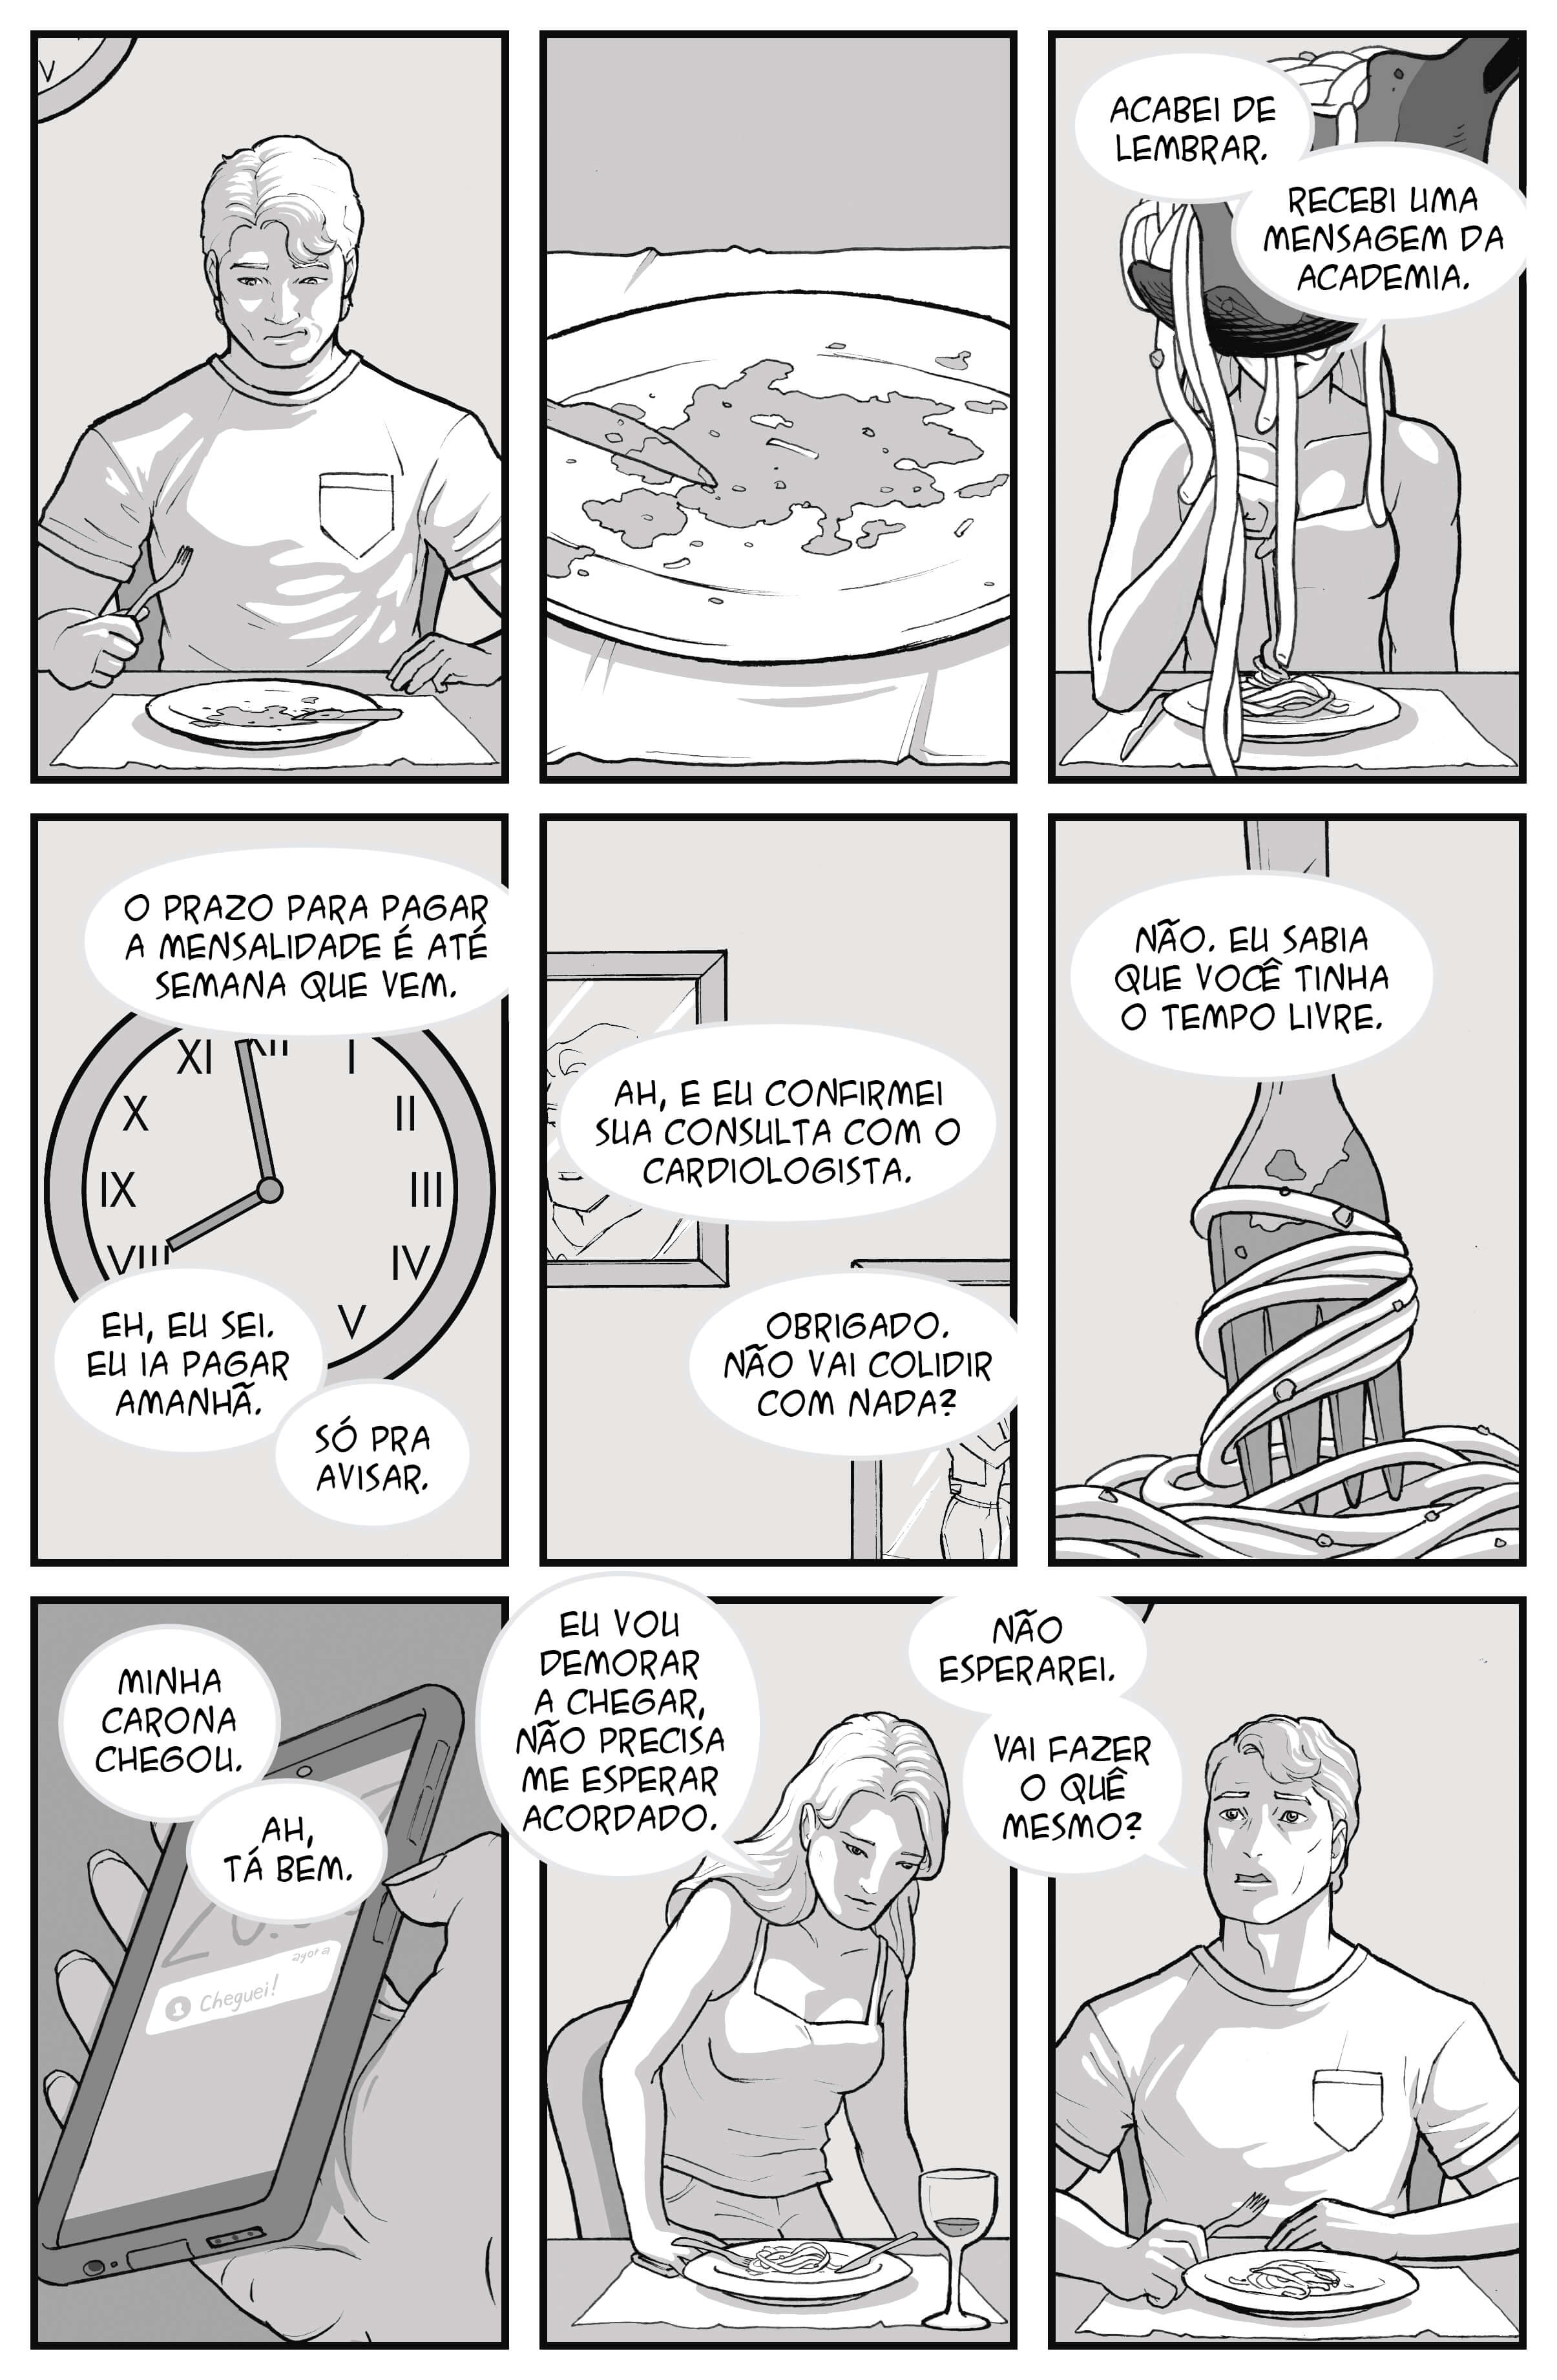 V
ACABEI DE
LEMBRAR.
RECEBI UMA
MENSAGEM DA
ACADEMIA.
O PRAZO PARA PAGAR
A MENSALIDADE É ATÉ
SEMANA QUE VEM.
XI XII I
X II
IX III
VIII IV
V
EH, EU SEI.
EU IA PAGAR
AMANHÃ.
SÓ PRA
AVISAR.
AH, E EU CONFIRMEI
SUA CONSULTA COM O
CARDIOLOGISTA.
OBRIGADO.
NÃO VAI COLIDIR
COM NADA?
NÃO. EU SABIA
QUE VOCÊ TINHA
O TEMPO LIVRE.
MINHA
CARONA
CHEGOU.
AH,
TÁ BEM.
agora
Cheguei!
EU VOU
DEMORAR
A CHEGAR,
NÃO PRECISA
ME ESPERAR
ACORDADO.
NÃO
ESPERAREI.
VAI FAZER
O QUÊ
MESMO?